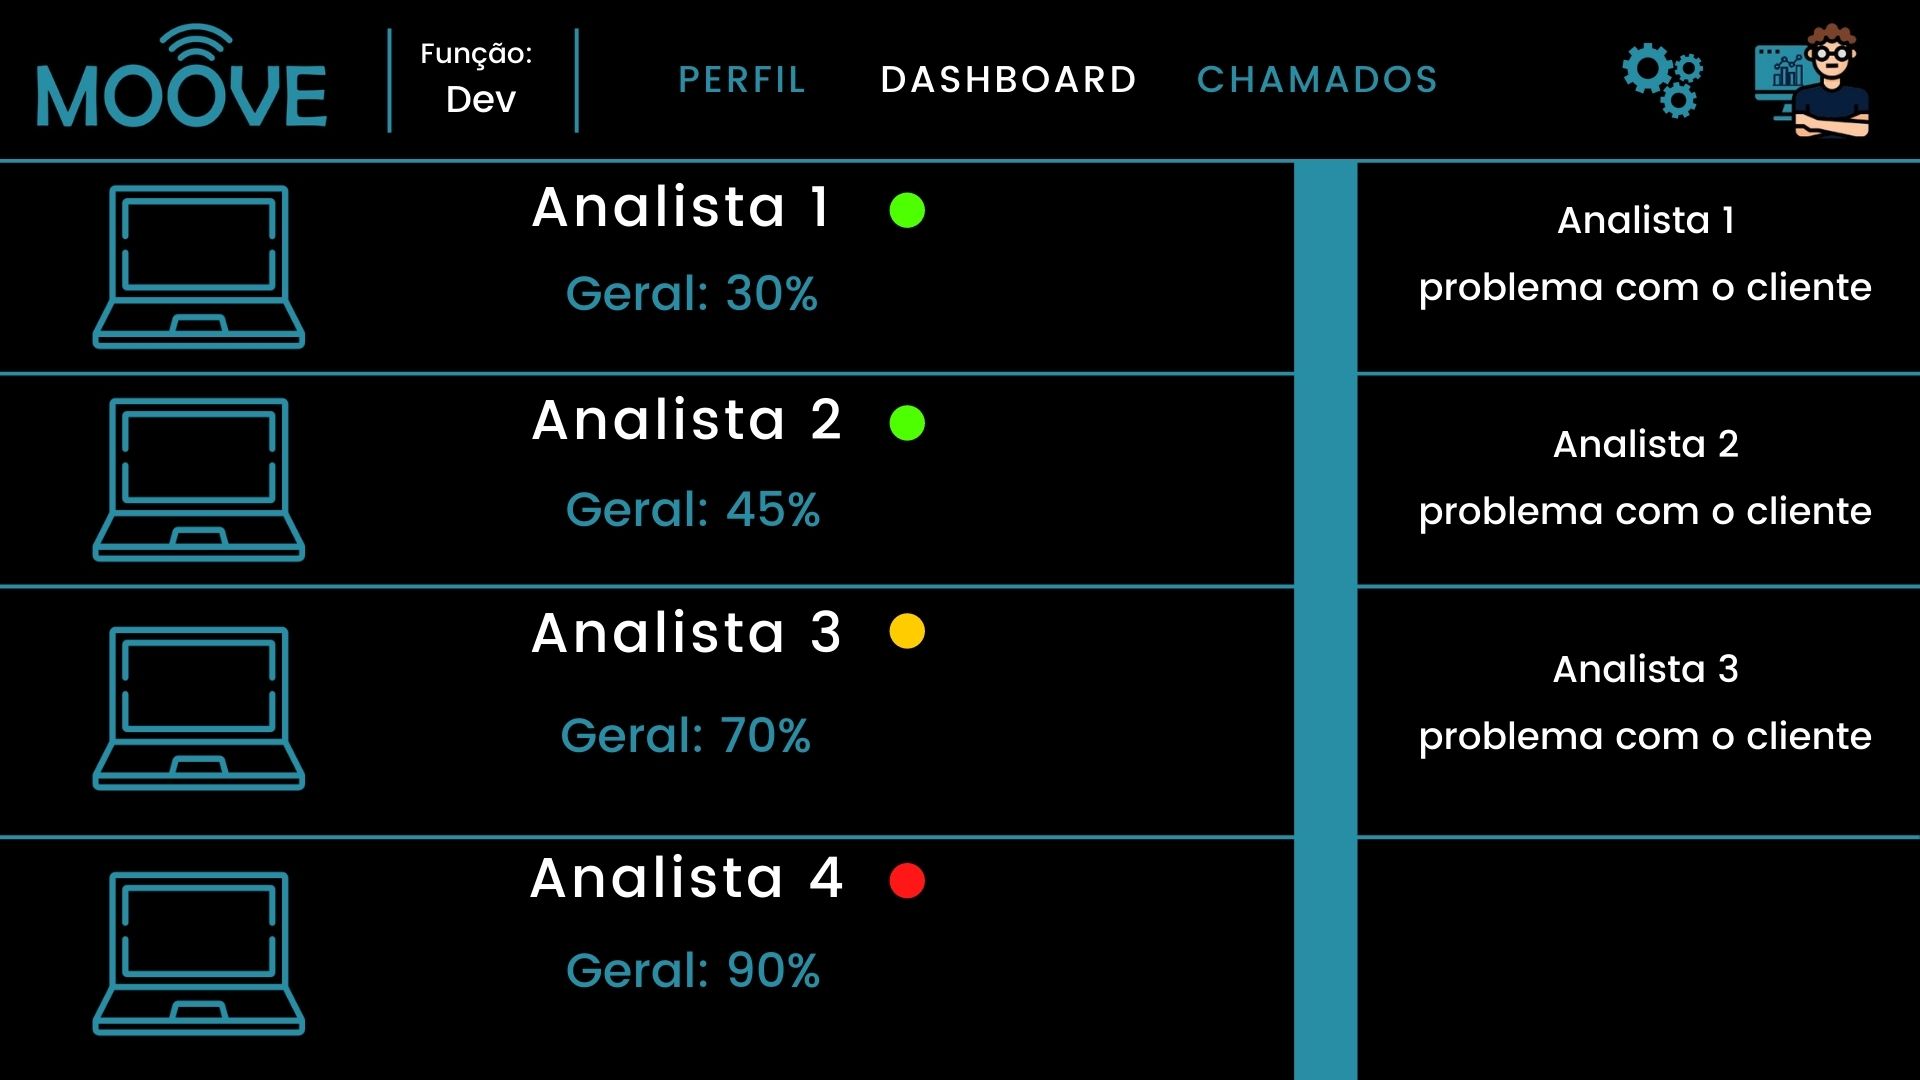 MOOVE
Função:
Dev
PERFIL
DASHBOARD
CHAMADOS
Analista 1
Geral: 30%
Analista 2
Geral: 45%
Analista 3
Geral: 70%
Analista 4
Geral: 90%
Analista 1
problema com o cliente
Analista 2
problema com o cliente
Analista 3
problema com o cliente